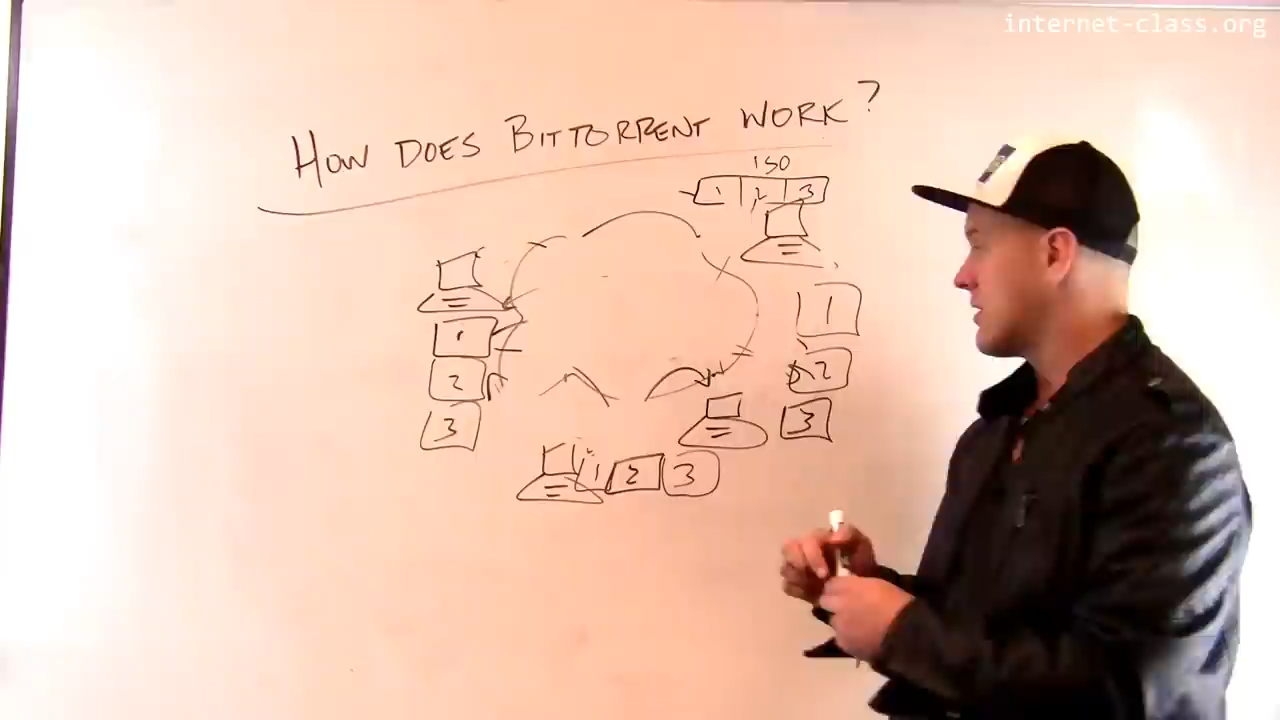 internet-class.org
HOW DOES BITTORRENT WORK?
ISO
1 2 3
1
2
3
1
2
3
1 2 3